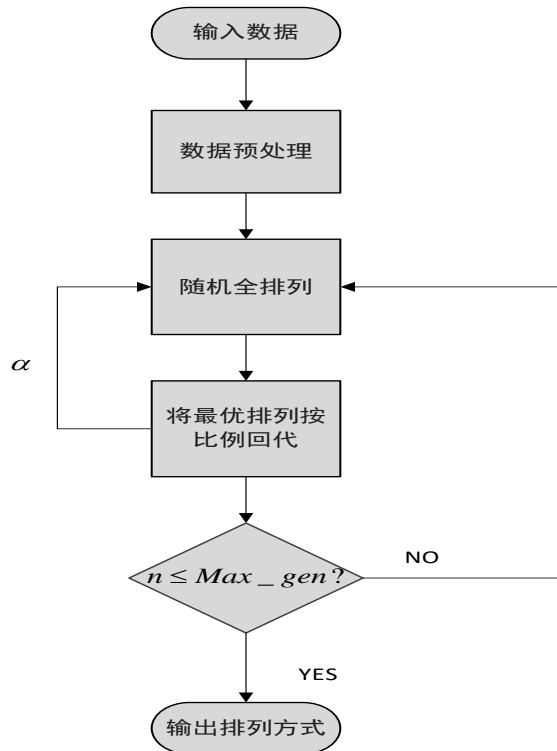 输入数据
数据预处理
随机全排列
α
将最优排列按
比例回代
n ≤ Max _ gen ?
NO
YES
输出排列方式